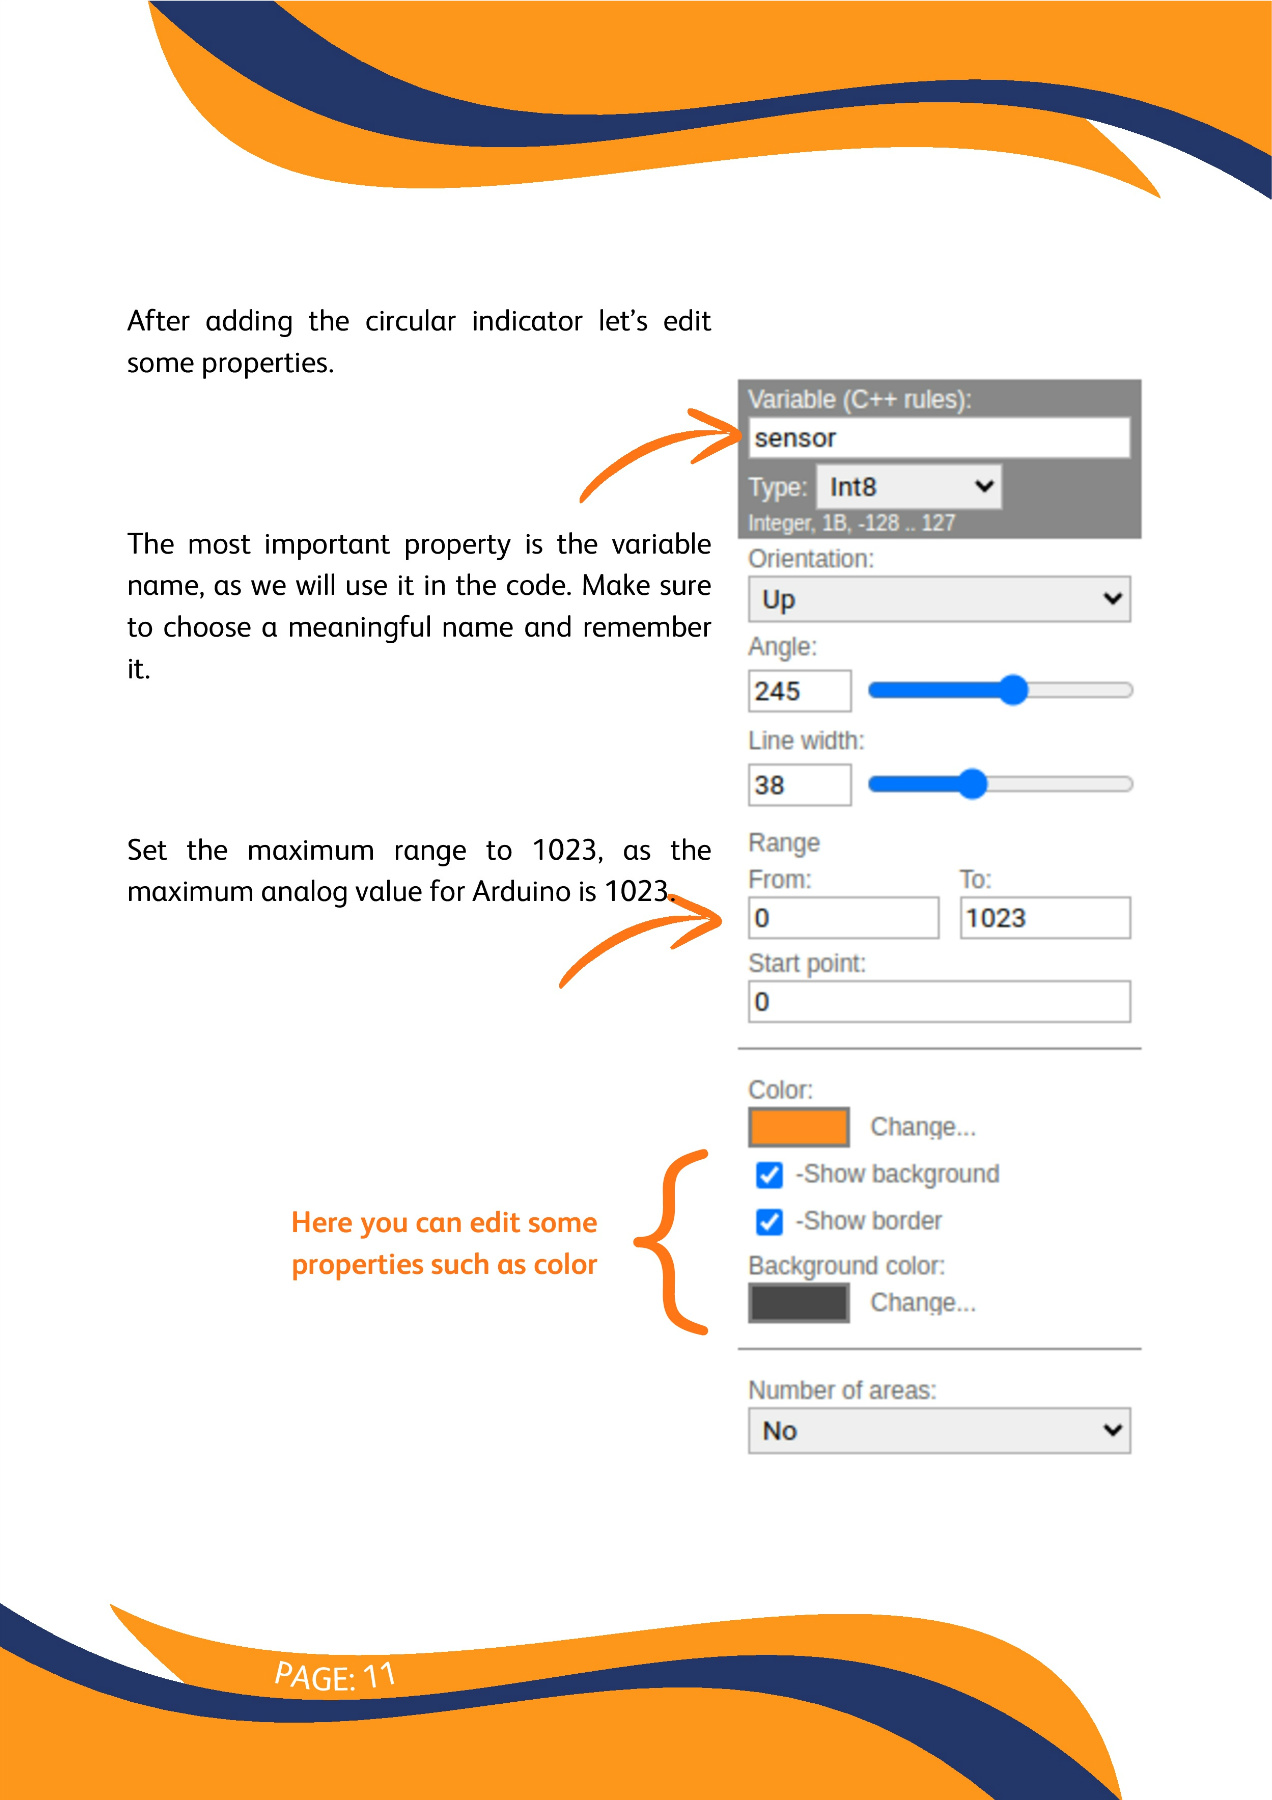 After adding the circular indicator let's edit
some properties.
The most important property is the variable
name, as we will use it in the code. Make sure
to choose a meaningful name and remember
it.
Set the maximum range to 1023, as the
maximum analog value for Arduino is 1023.
Here you can edit some
properties such as color
Variable (C++ rules):
sensor
Type: Int8
Integer, 1B, -128 .. 127
Orientation:
Up
Angle:
245
Line width:
38
Range
From: To:
0 1023
Start point:
0
Color:
Change...
-Show background
-Show border
Background color:
Change...
Number of areas:
No
PAGE: 11